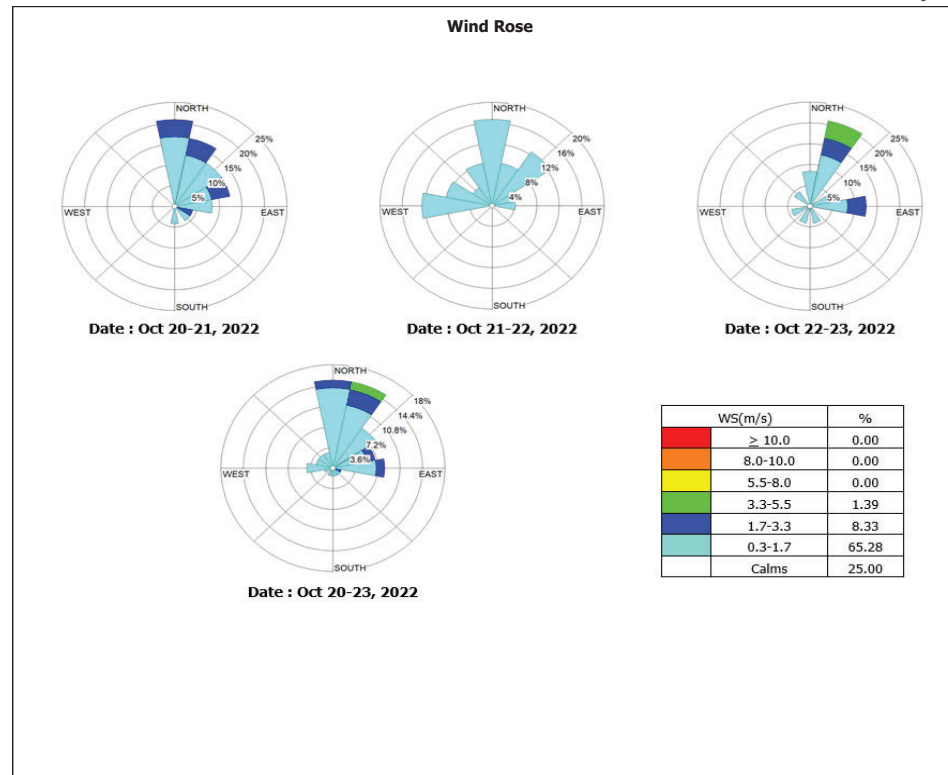 Wind Rose
NORTH
25%
20%
15%
10%
5%
WEST
EAST
SOUTH
Date : Oct 20-21, 2022
NORTH
20%
16%
12%
8%
4%
WEST
EAST
SOUTH
Date : Oct 21-22, 2022
NORTH
25%
20%
15%
10%
5%
WEST
EAST
SOUTH
Date : Oct 22-23, 2022
NORTH
18%
14.4%
10.8%
7.2%
3.6%
WEST
EAST
SOUTH
Date : Oct 20-23, 2022
WS(m/s) %
≥ 10.0 0.00
8.0-10.0 0.00
5.5-8.0 0.00
3.3-5.5 1.39
1.7-3.3 8.33
0.3-1.7 65.28
Calms 25.00